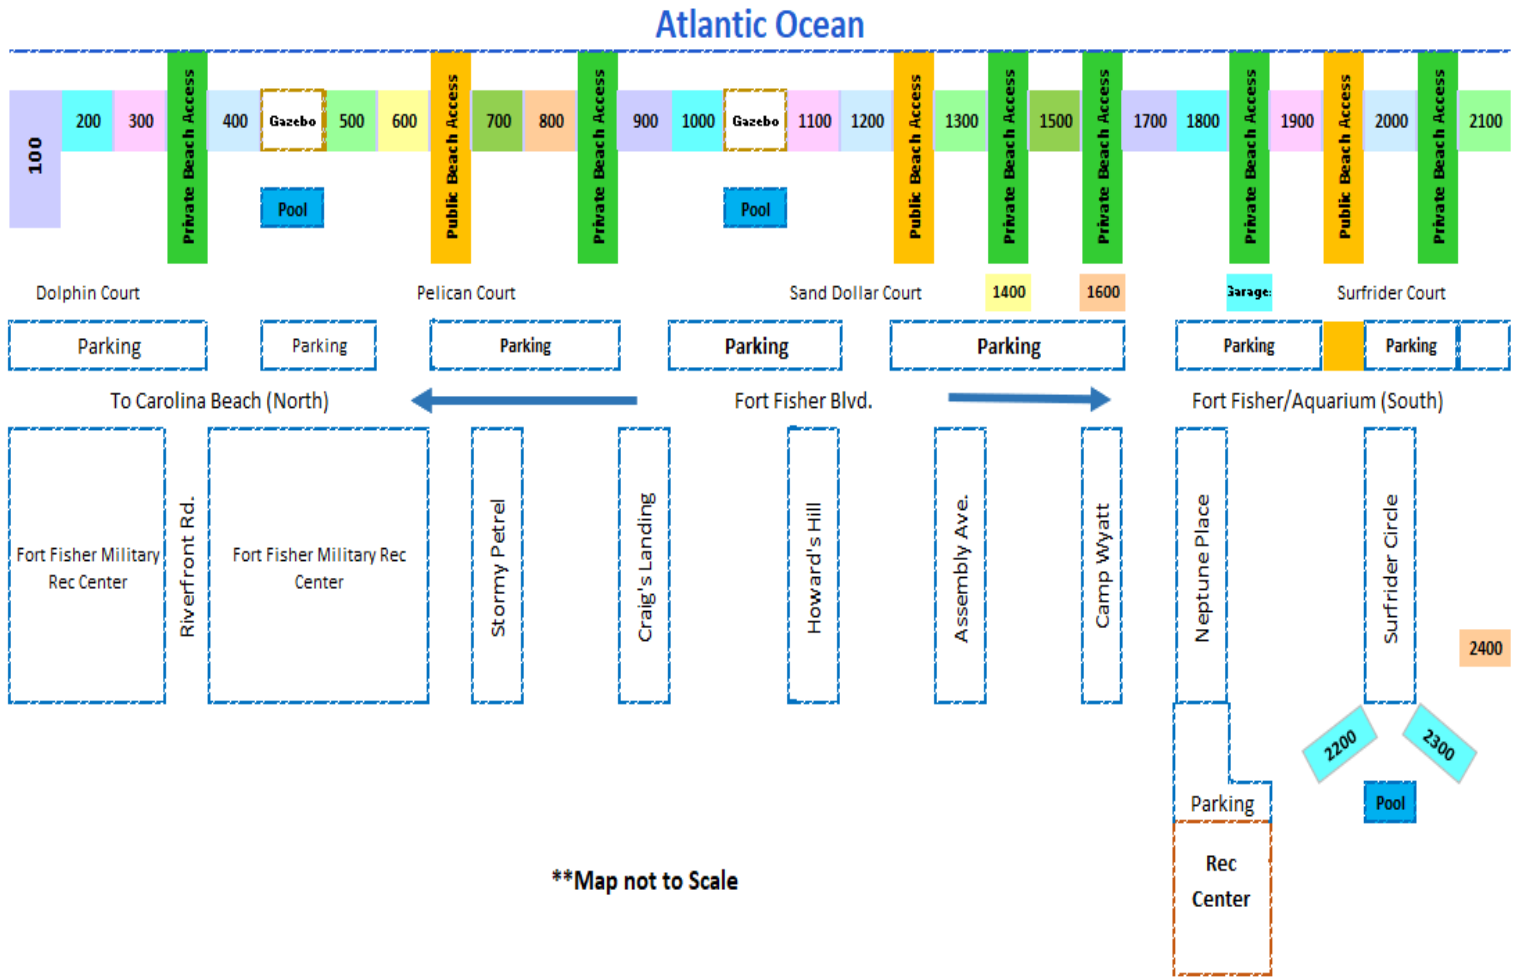 Atlantic Ocean
100
200
300
Private Beach Access
400
Gazebo
500
600
Public Beach Access
700
800
Private Beach Access
900
1000
Gazebo
1100
1200
Public Beach Access
1300
Private Beach Access
1500
Private Beach Access
1700
1800
Private Beach Access
1900
Public Beach Access
2000
Private Beach Access
2100
Pool
Pool
Dolphin Court
Pelican Court
Sand Dollar Court
1400
1600
Garage
Surfrider Court
Parking
Parking
Parking
Parking
Parking
Parking
Parking
To Carolina Beach (North)
Fort Fisher Blvd.
Fort Fisher/Aquarium (South)
Fort Fisher Military
Rec Center
Riverfront Rd.
Fort Fisher Military Rec
Center
Stormy Petrel
Craig's Landing
Howard's Hill
Assembly Ave.
Camp Wyatt
Neptune Place
Surfrider Circle
2400
2200
2300
Parking
Pool
Rec
Center
**Map not to Scale